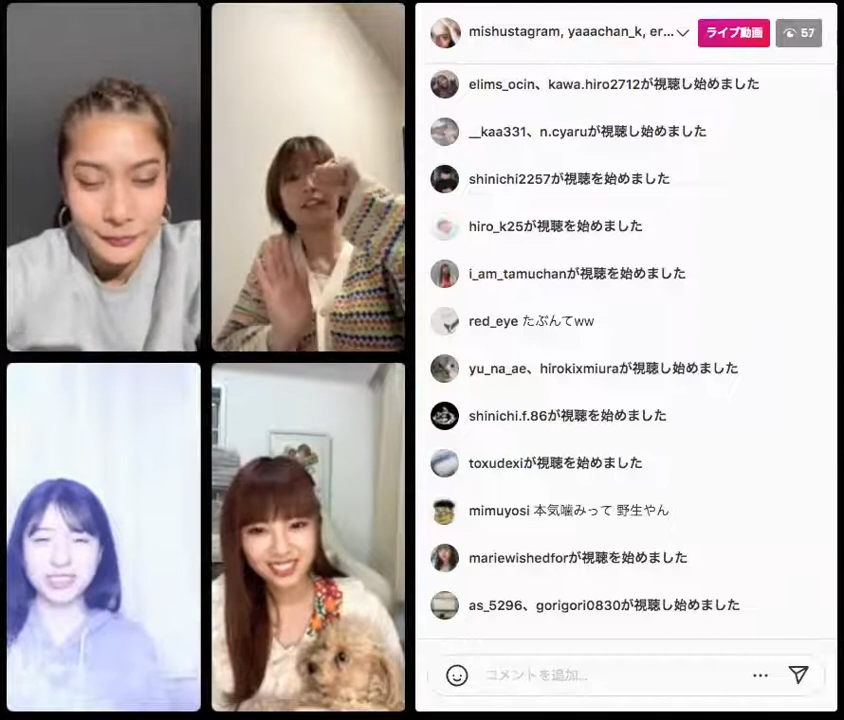 mishustagram, yaaachan_k, er...
ライブ動画
57
elims_ocin、kawa.hiro2712が視聴し始めました
__kaa331、n.cyaruが視聴し始めました
shinichi2257が視聴を始めました
hiro_k25が視聴を始めました
i_am_tamuchanが視聴を始めました
red_eye たぶんてww
yu_na_ae、hirokixmiuraが視聴し始めました
shinichi.f.86が視聴を始めました
toxudexiが視聴を始めました
mimuyosi 本気噛みって 野生やん
mariewishedforが視聴を始めました
as_5296、gorigori0830が視聴し始めました
コメントを追加...